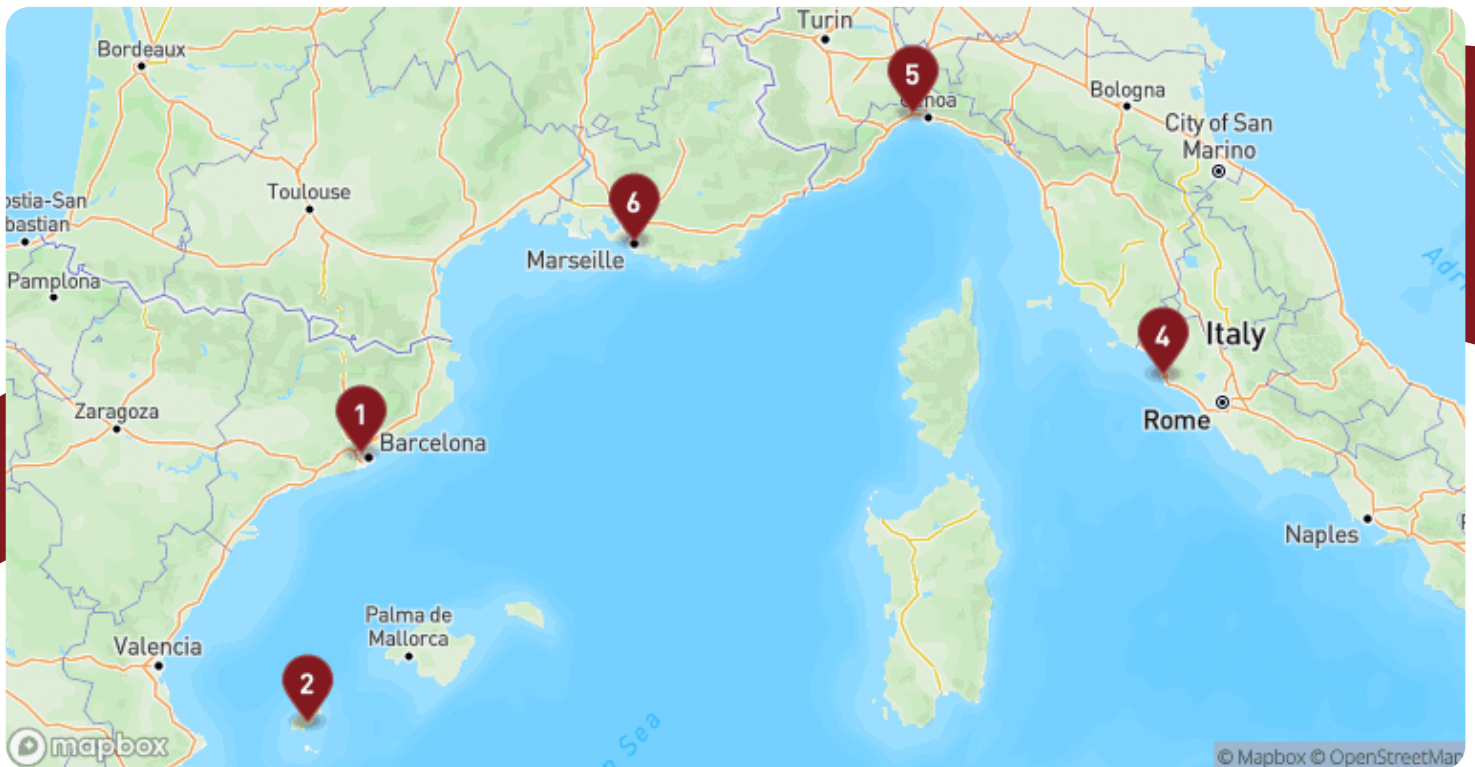 Turin
Bordeaux
5
Bologna
City of San
Marino
Toulouse
6
Marseille
Pamplona
4
Italy
Zaragoza
1
Rome
Barcelona
Naples
Palma de
Mallorca
Valencia
2
Sea
mapbox
© Mapbox © OpenStreetMap